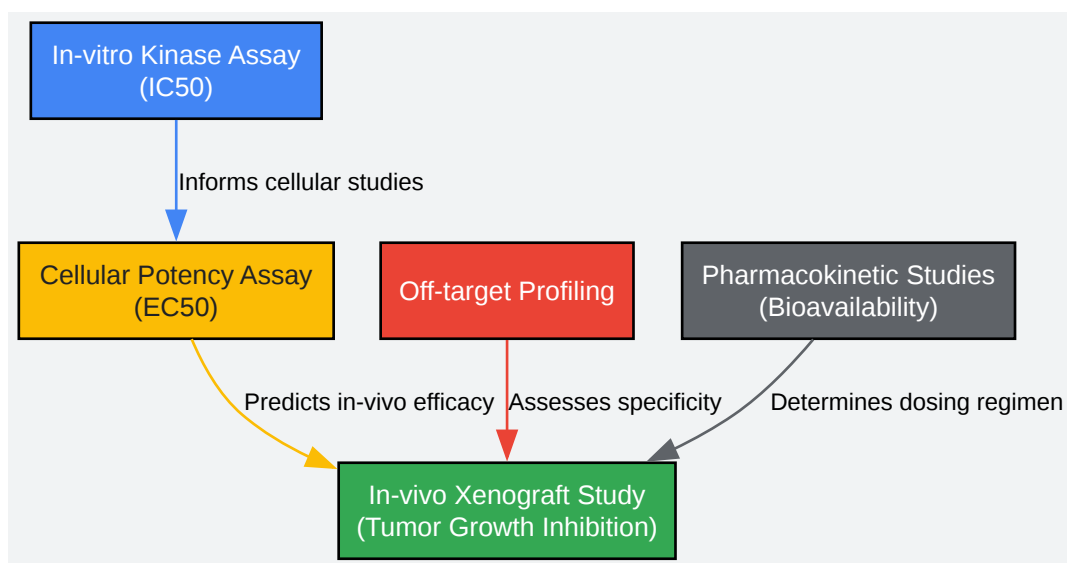 In-vitro Kinase Assay
(IC50)
Informs cellular studies
Cellular Potency Assay
(EC50)
Off-target Profiling
Pharmacokinetic Studies
(Bioavailability)
Predicts in-vivo efficacy
Assesses specificity
Determines dosing regimen
In-vivo Xenograft Study
(Tumor Growth Inhibition)